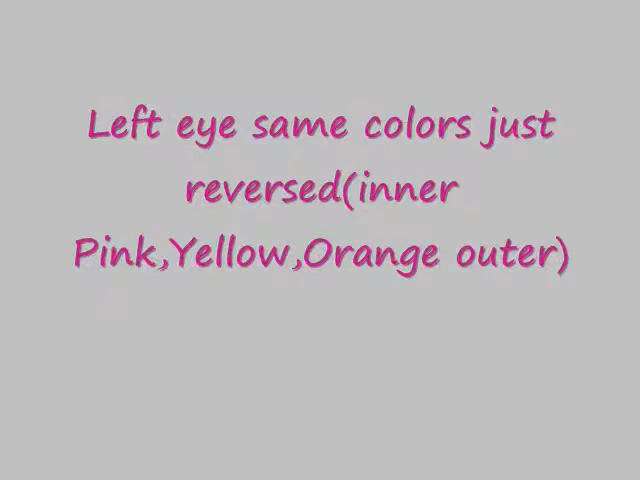 Left eye same colors just
reversed(inner
Pink,Yellow,Orange outer)